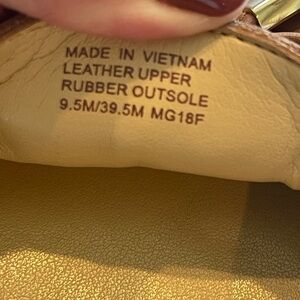 MADE IN VIETNAM
LEATHER UPPER
RUBBER OUTSOLE
9.5M/39.5M MG18F